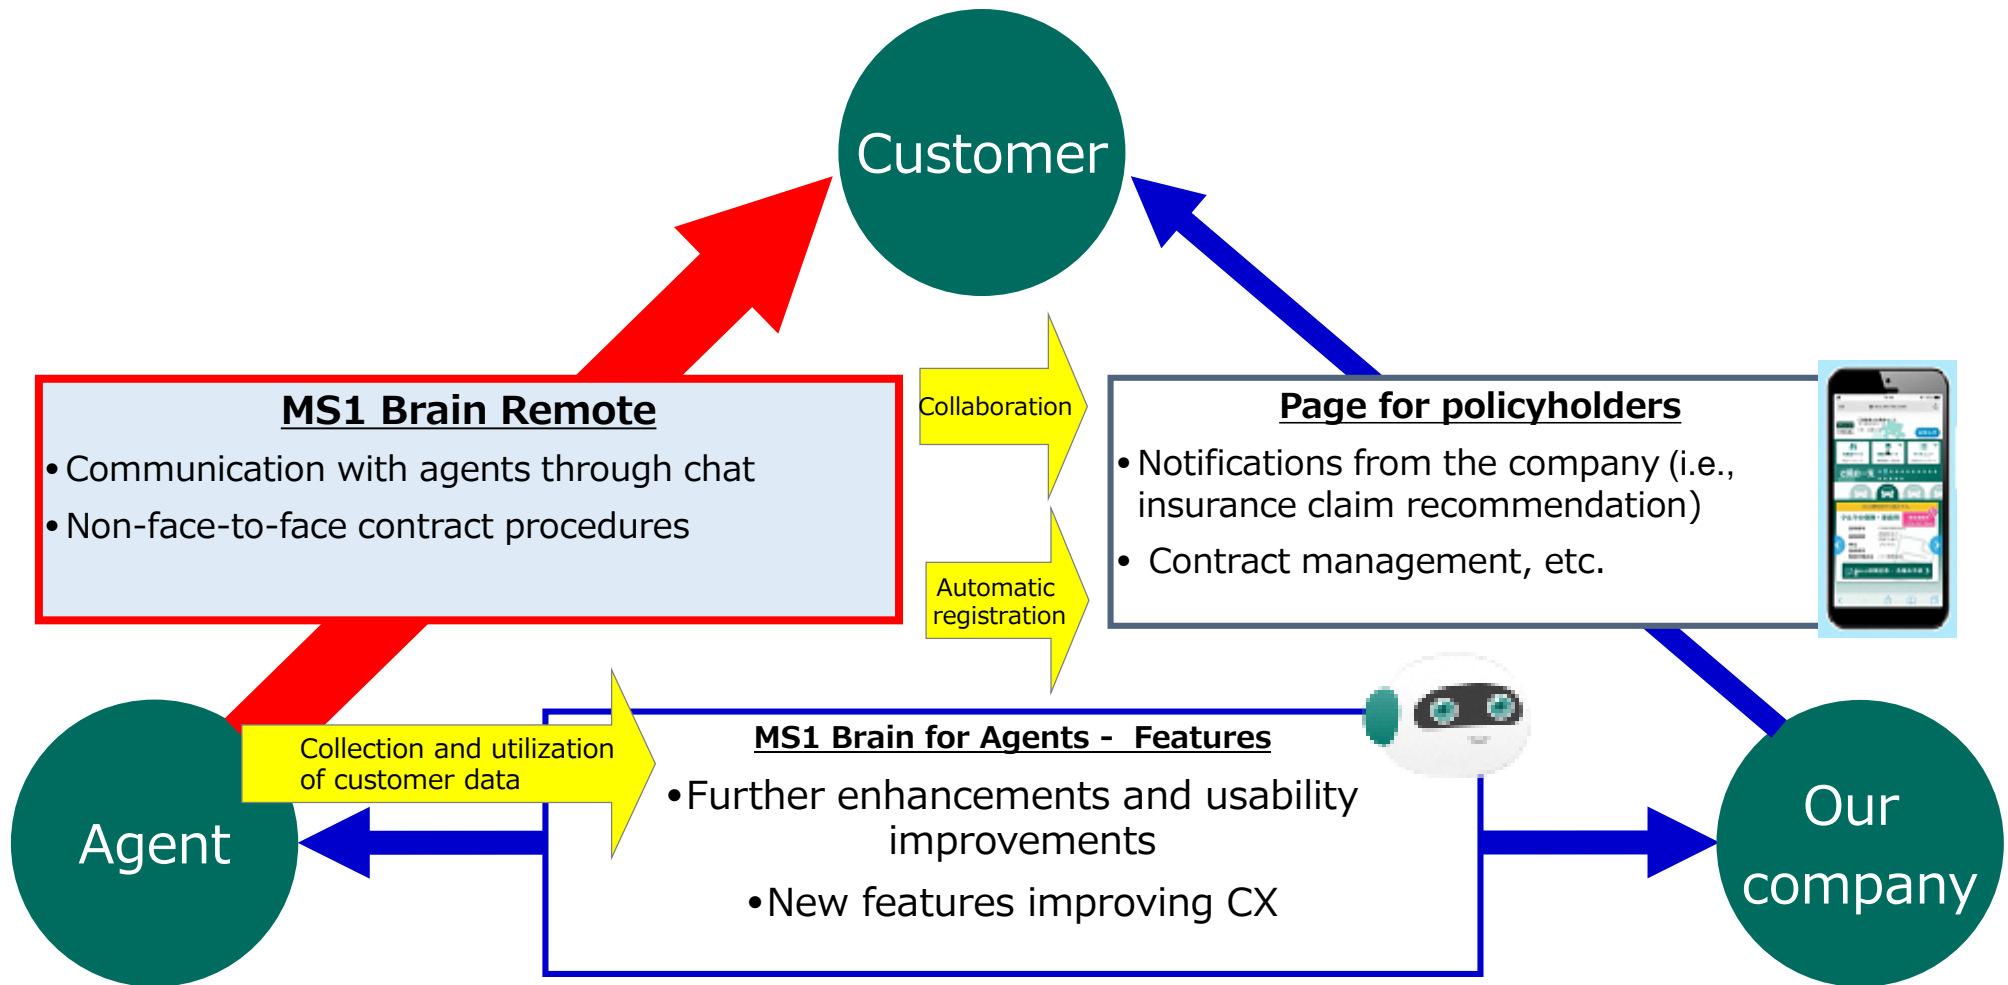 Customer
MS1 Brain Remote
•Communication with agents through chat
•Non-face-to-face contract procedures
Collaboration
Automatic
registration
Page for policyholders
•Notifications from the company (i.e.,
insurance claim recommendation)
• Contract management, etc.
Collection and utilization
of customer data
MS1 Brain for Agents - Features
•Further enhancements and usability
improvements
•New features improving CX
Agent
Our
company